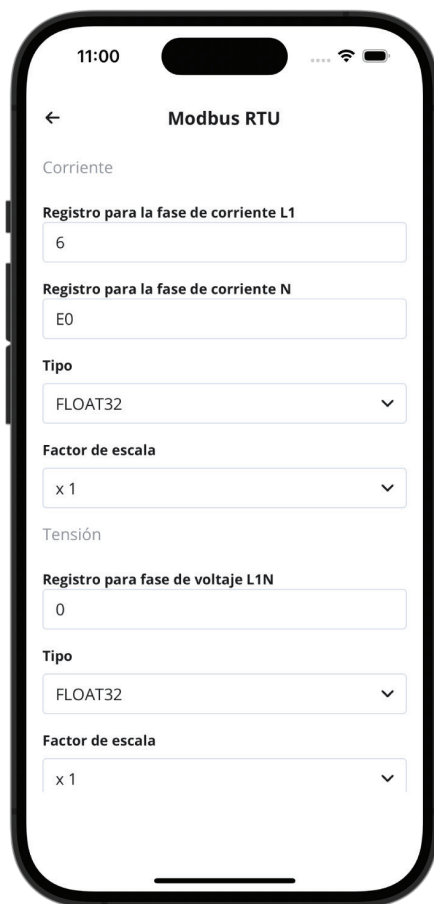 11:00
Modbus RTU
Corriente
Registro para la fase de corriente L1
6
Registro para la fase de corriente N
E0
Tipo
FLOAT32
Factor de escala
x 1
Tensión
Registro para fase de voltaje L1N
0
Tipo
FLOAT32
Factor de escala
x 1